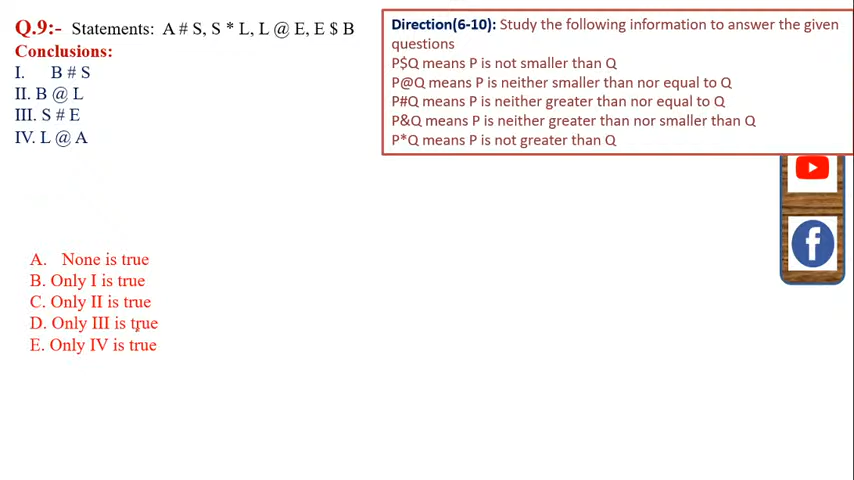 Q.9:- Statements: A # S, S * L, L @ E, E $ B
Conclusions:
I. B # S
II. B @ L
III. S # E
IV. L @ A
A. None is true
B. Only I is true
C. Only II is true
D. Only III is true
E. Only IV is true
Direction(6-10): Study the following information to answer the given
questions
P$Q means P is not smaller than Q
P@Q means P is neither smaller than nor equal to Q
P#Q means P is neither greater than nor equal to Q
P&Q means P is neither greater than nor smaller than Q
P*Q means P is not greater than Q